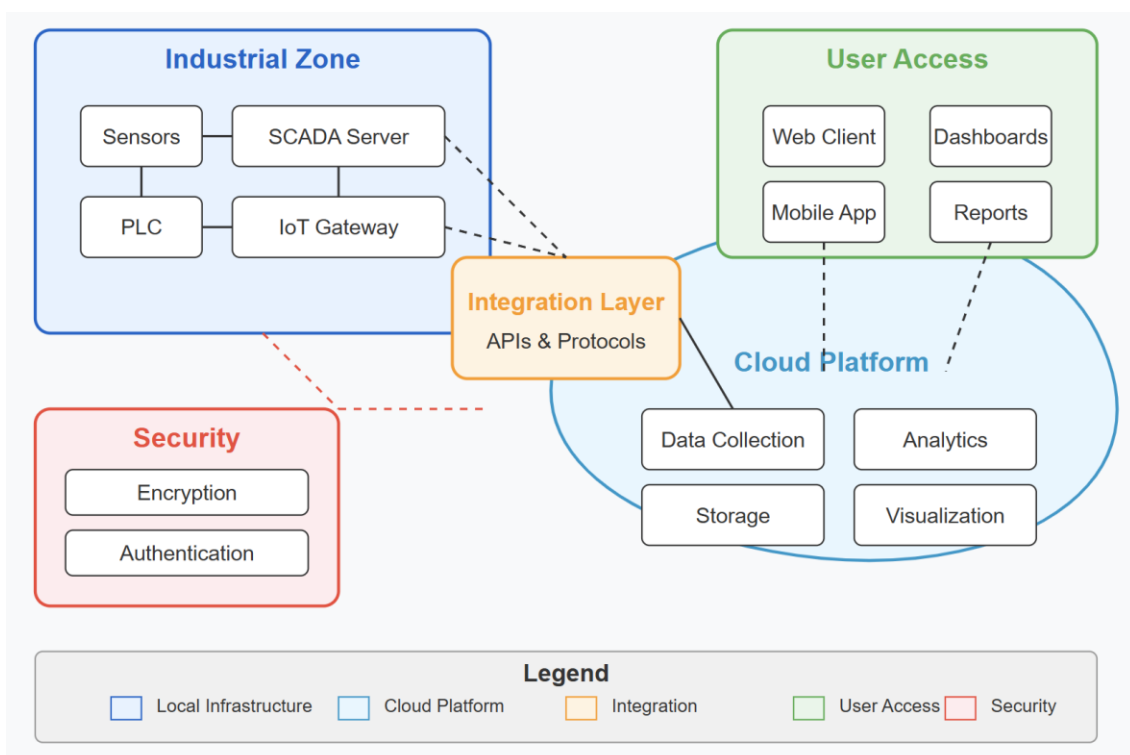 Industrial Zone
Sensors
SCADA Server
PLC
IoT Gateway
User Access
Web Client
Dashboards
Mobile App
Reports
Integration Layer
APIs & Protocols
Cloud Platform
Data Collection
Analytics
Storage
Visualization
Security
Encryption
Authentication
Legend
Local Infrastructure
Cloud Platform
Integration
User Access
Security